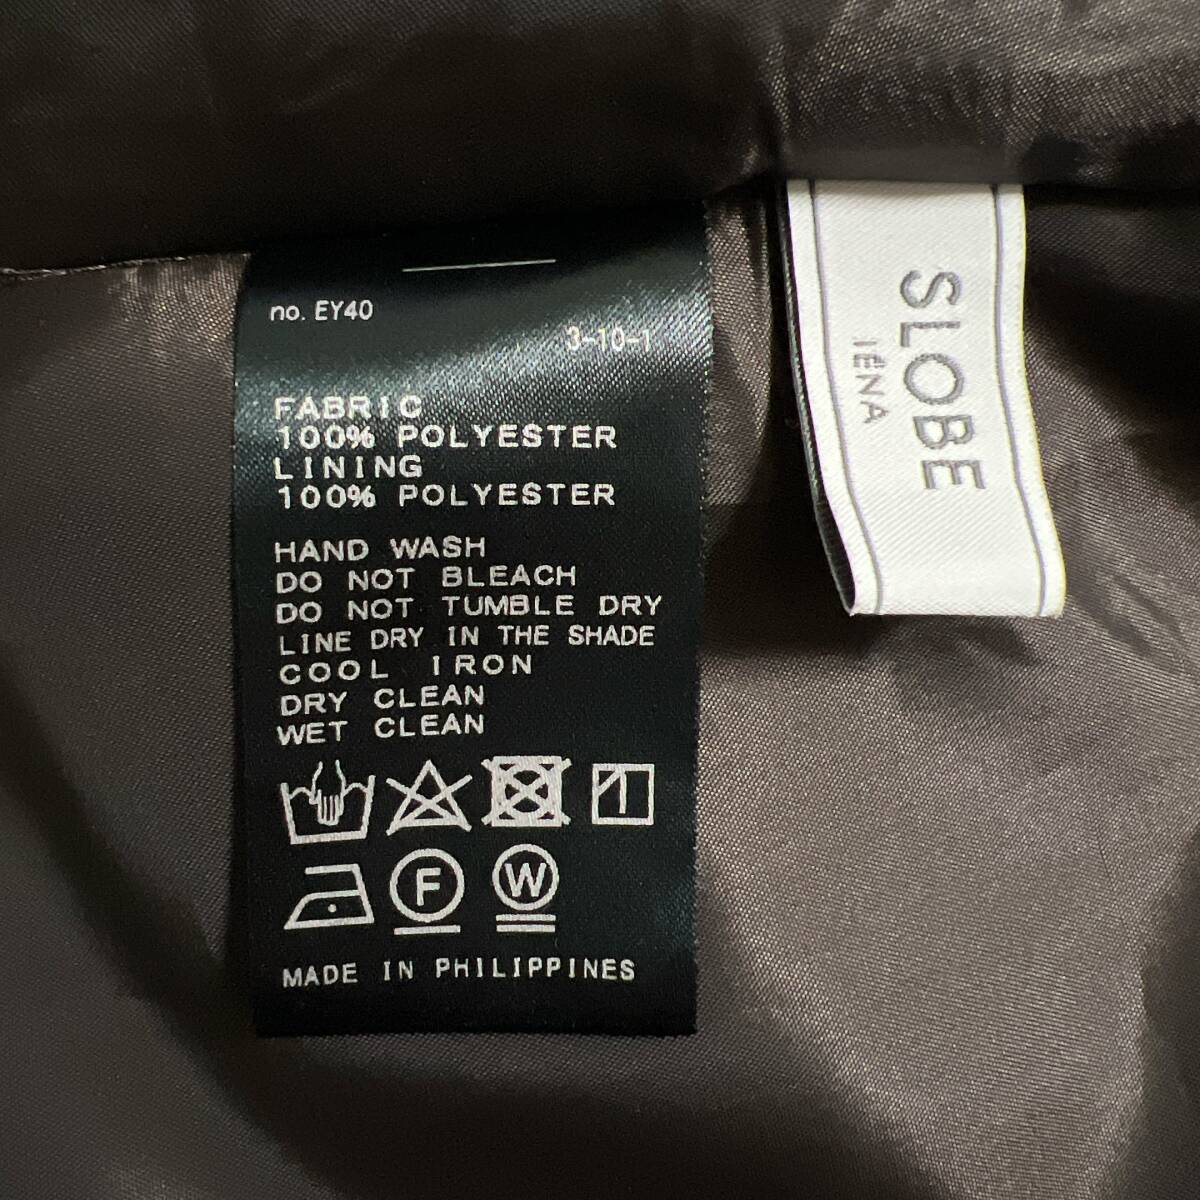 no. EY40
3-10-1
FABRIC
100% POLYESTER
LINING
100% POLYESTER
HAND WASH
DO NOT BLEACH
DO NOT TUMBLE DRY
LINE DRY IN THE SHADE
COOL IRON
DRY CLEAN
WET CLEAN
F
W
MADE IN PHILIPPINES
SLOBE
IÉNA